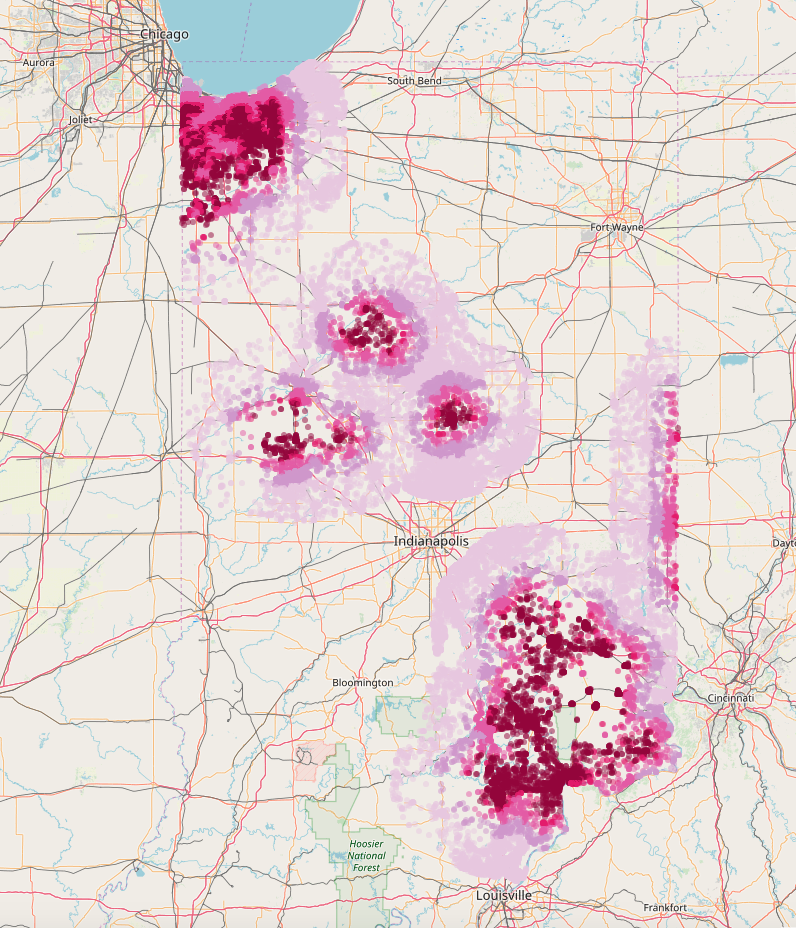 Chicago
Aurora
South Bend
Joliet
Fort Wayne
Indianapolis
Dayto
Bloomington
Cincinnati
Hoosier
National
Forest
Louisville
Frankfort